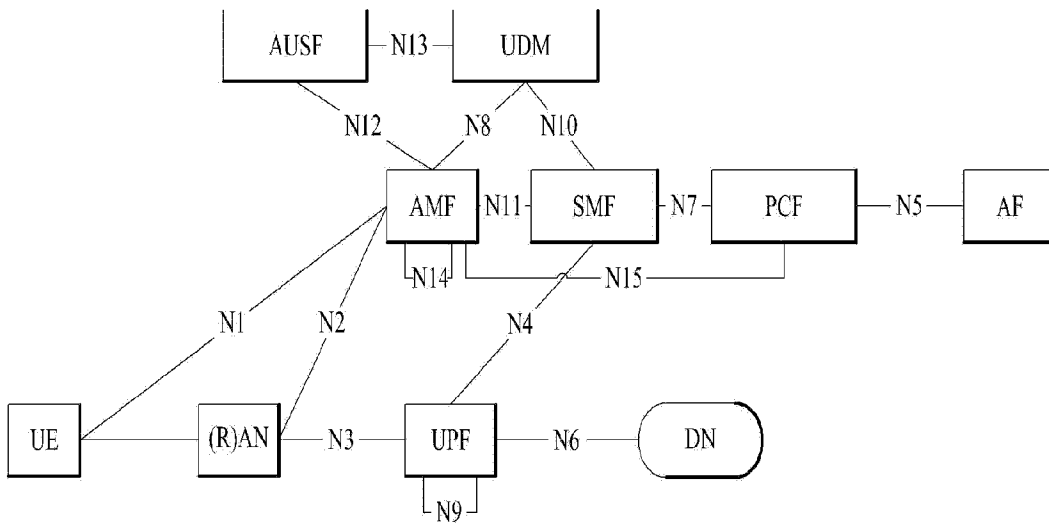 AUSF N13 UDM
N12 N8 N10
AMF N11 SMF N7 PCF N5 AF
N14 N15
N1 N2 N4
UE (R)AN N3 UPF N6 DN
N9